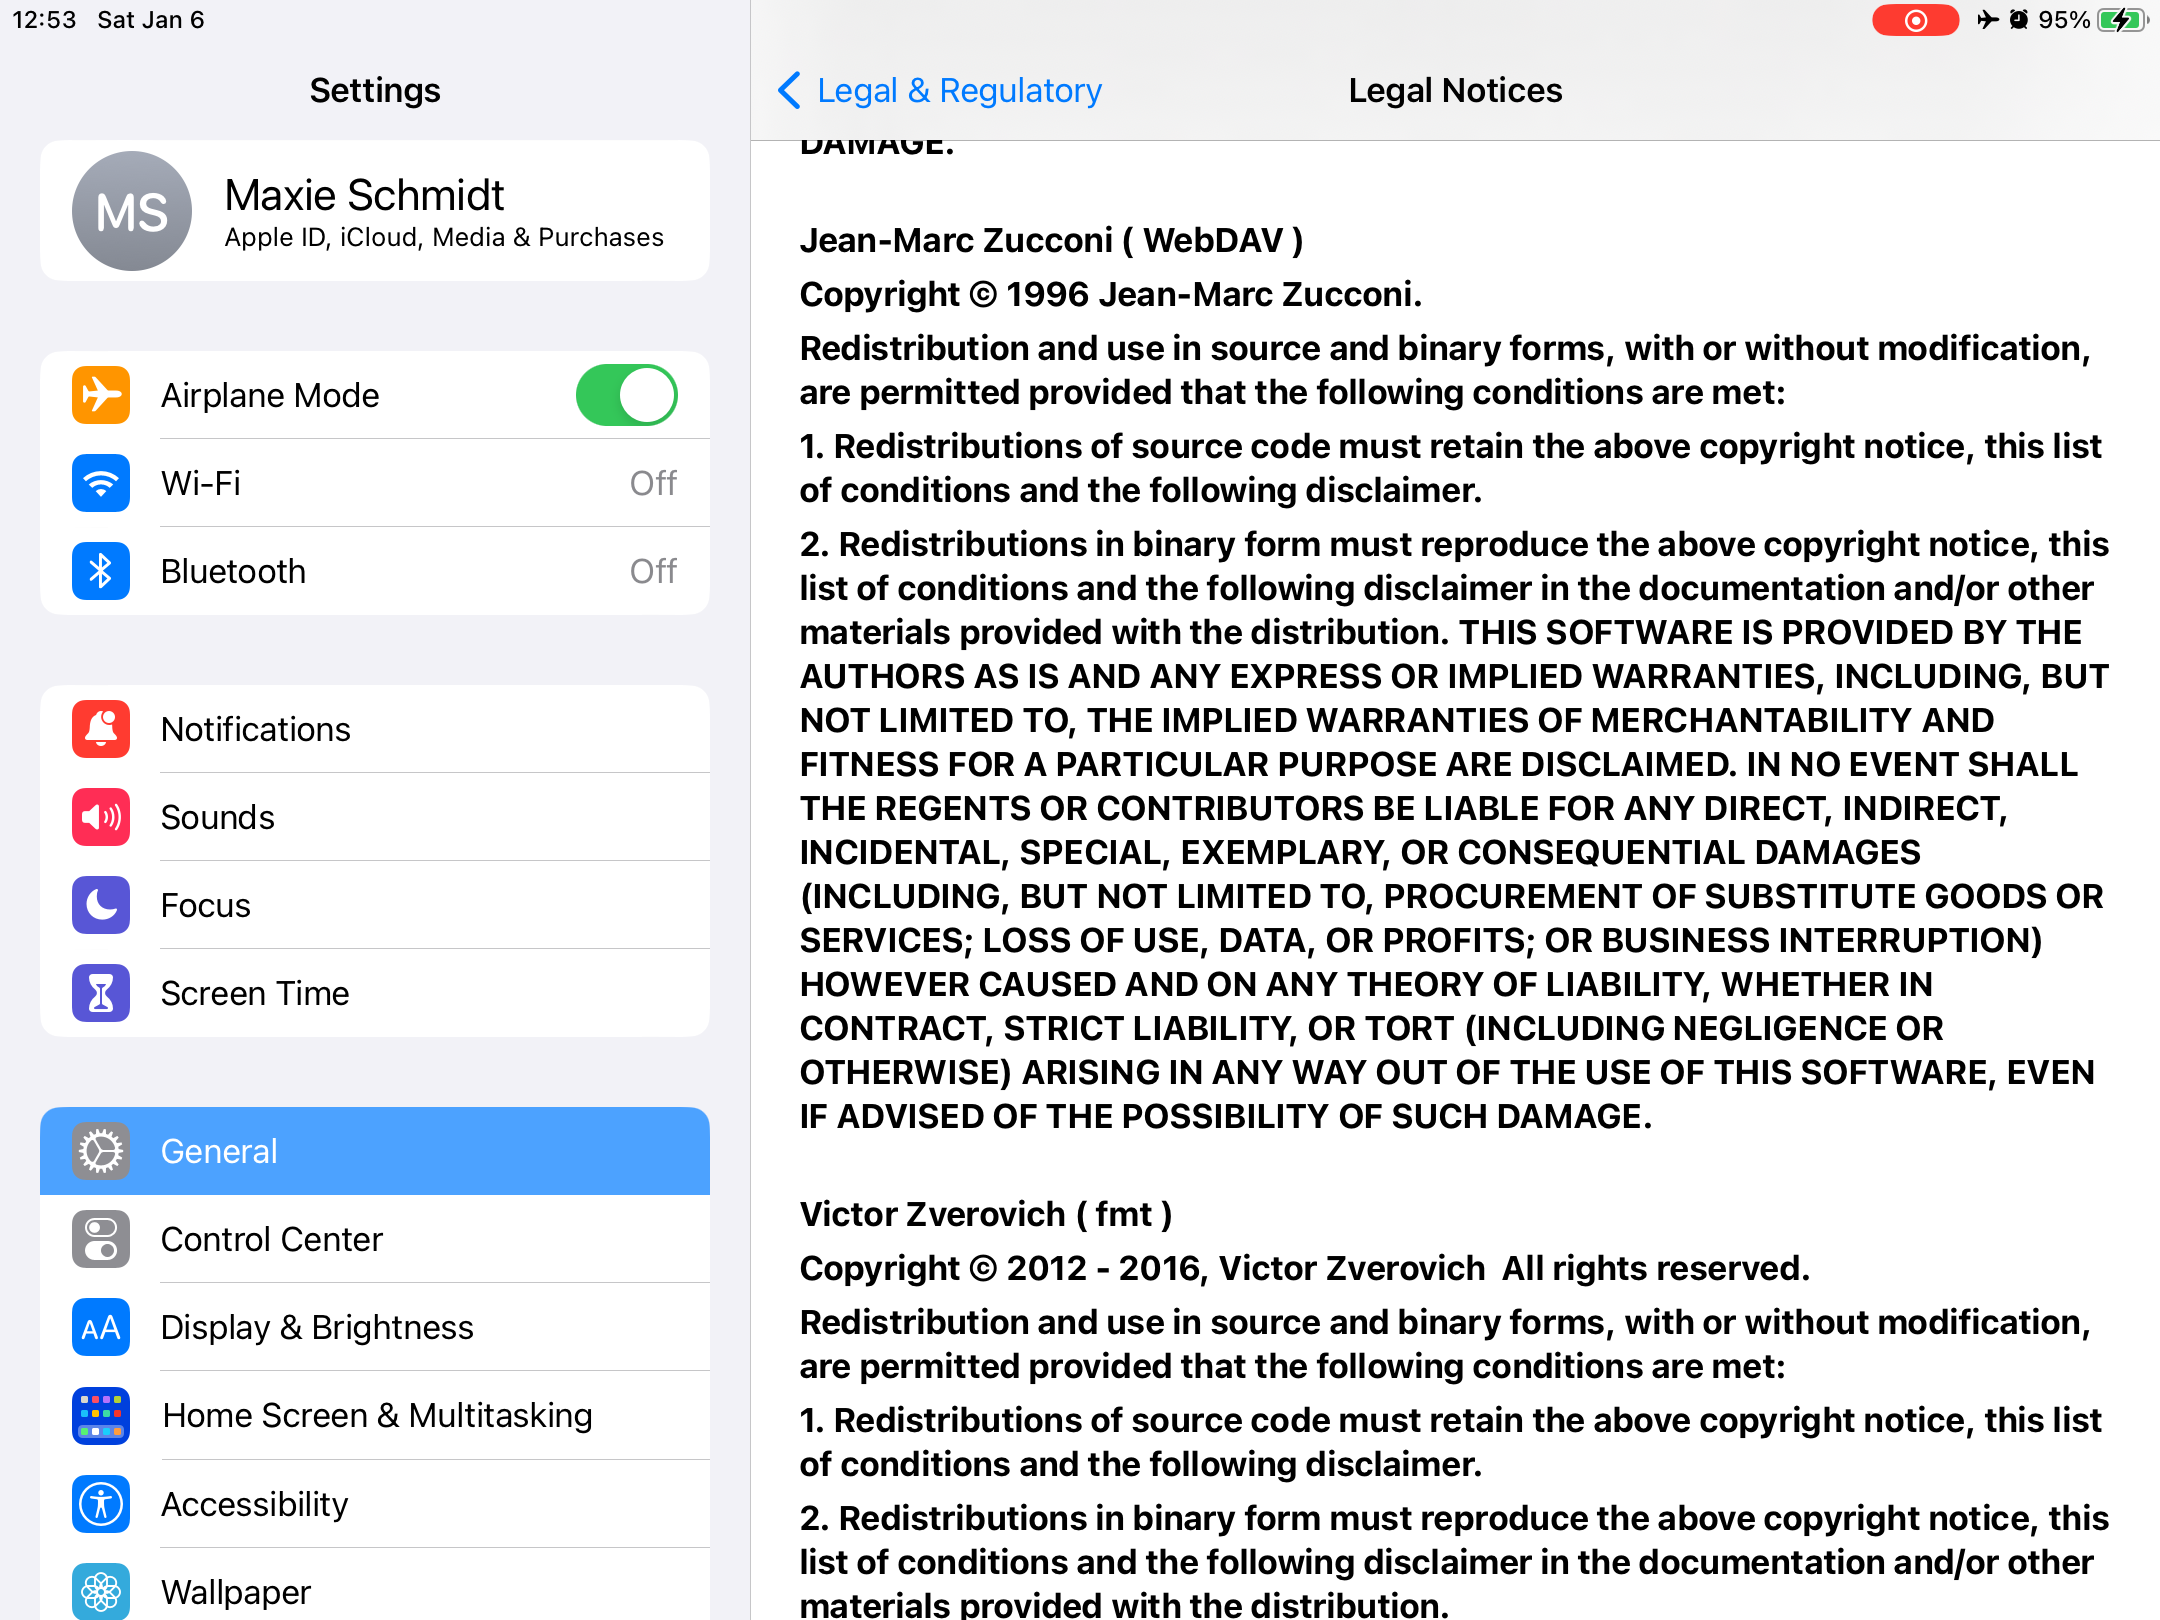 12:53 Sat Jan 6
95%
Settings
MS
Maxie Schmidt
Apple ID, iCloud, Media & Purchases
Airplane Mode
Wi-Fi Off
Bluetooth Off
Notifications
Sounds
Focus
Screen Time
General
Control Center
AA Display & Brightness
Home Screen & Multitasking
Accessibility
Wallpaper
Legal & Regulatory
Legal Notices
DAMAGE.
Jean-Marc Zucconi ( WebDAV )
Copyright © 1996 Jean-Marc Zucconi.
Redistribution and use in source and binary forms, with or without modification,
are permitted provided that the following conditions are met:
1. Redistributions of source code must retain the above copyright notice, this list
of conditions and the following disclaimer.
2. Redistributions in binary form must reproduce the above copyright notice, this
list of conditions and the following disclaimer in the documentation and/or other
materials provided with the distribution. THIS SOFTWARE IS PROVIDED BY THE
AUTHORS AS IS AND ANY EXPRESS OR IMPLIED WARRANTIES, INCLUDING, BUT
NOT LIMITED TO, THE IMPLIED WARRANTIES OF MERCHANTABILITY AND
FITNESS FOR A PARTICULAR PURPOSE ARE DISCLAIMED. IN NO EVENT SHALL
THE REGENTS OR CONTRIBUTORS BE LIABLE FOR ANY DIRECT, INDIRECT,
INCIDENTAL, SPECIAL, EXEMPLARY, OR CONSEQUENTIAL DAMAGES
(INCLUDING, BUT NOT LIMITED TO, PROCUREMENT OF SUBSTITUTE GOODS OR
SERVICES; LOSS OF USE, DATA, OR PROFITS; OR BUSINESS INTERRUPTION)
HOWEVER CAUSED AND ON ANY THEORY OF LIABILITY, WHETHER IN
CONTRACT, STRICT LIABILITY, OR TORT (INCLUDING NEGLIGENCE OR
OTHERWISE) ARISING IN ANY WAY OUT OF THE USE OF THIS SOFTWARE, EVEN
IF ADVISED OF THE POSSIBILITY OF SUCH DAMAGE.
Victor Zverovich ( fmt )
Copyright © 2012 - 2016, Victor Zverovich  All rights reserved.
Redistribution and use in source and binary forms, with or without modification,
are permitted provided that the following conditions are met:
1. Redistributions of source code must retain the above copyright notice, this list
of conditions and the following disclaimer.
2. Redistributions in binary form must reproduce the above copyright notice, this
list of conditions and the following disclaimer in the documentation and/or other
materials provided with the distribution.